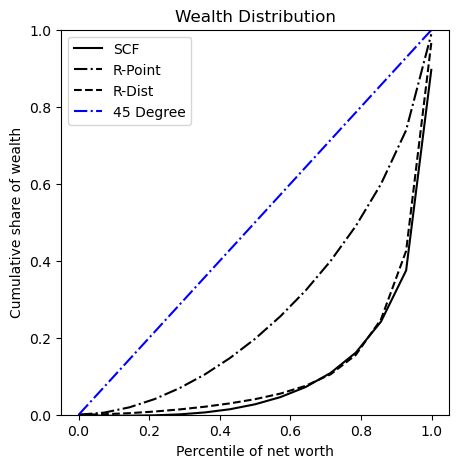 Wealth Distribution
SCF
R-Point
R-Dist
45 Degree
1.0
0.8
0.6
0.4
0.2
0.0
Cumulative share of wealth
0.0 0.2 0.4 0.6 0.8 1.0
Percentile of net worth